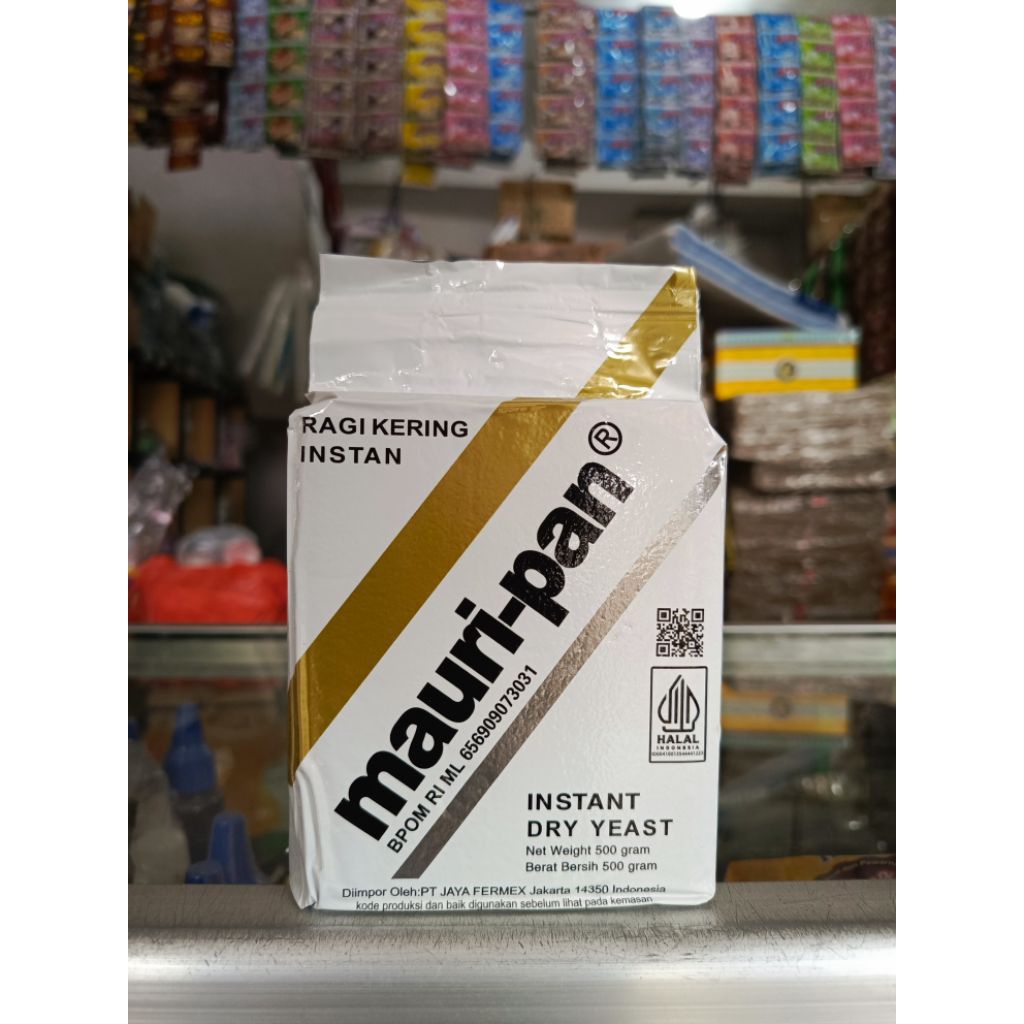 RAGI KERING
INSTAN
mauri-pan®
BPOM RI ML 656909073031
HALAL
INDONESIA
INSTANT
DRY YEAST
Net Weight 500 gram
Berat Bersih 500 gram
Diimpor Oleh:PT JAYA FERMEX Jakarta 14350 Indonesia
kode produksi dan baik digunakan sebelum lihat pada kemasan